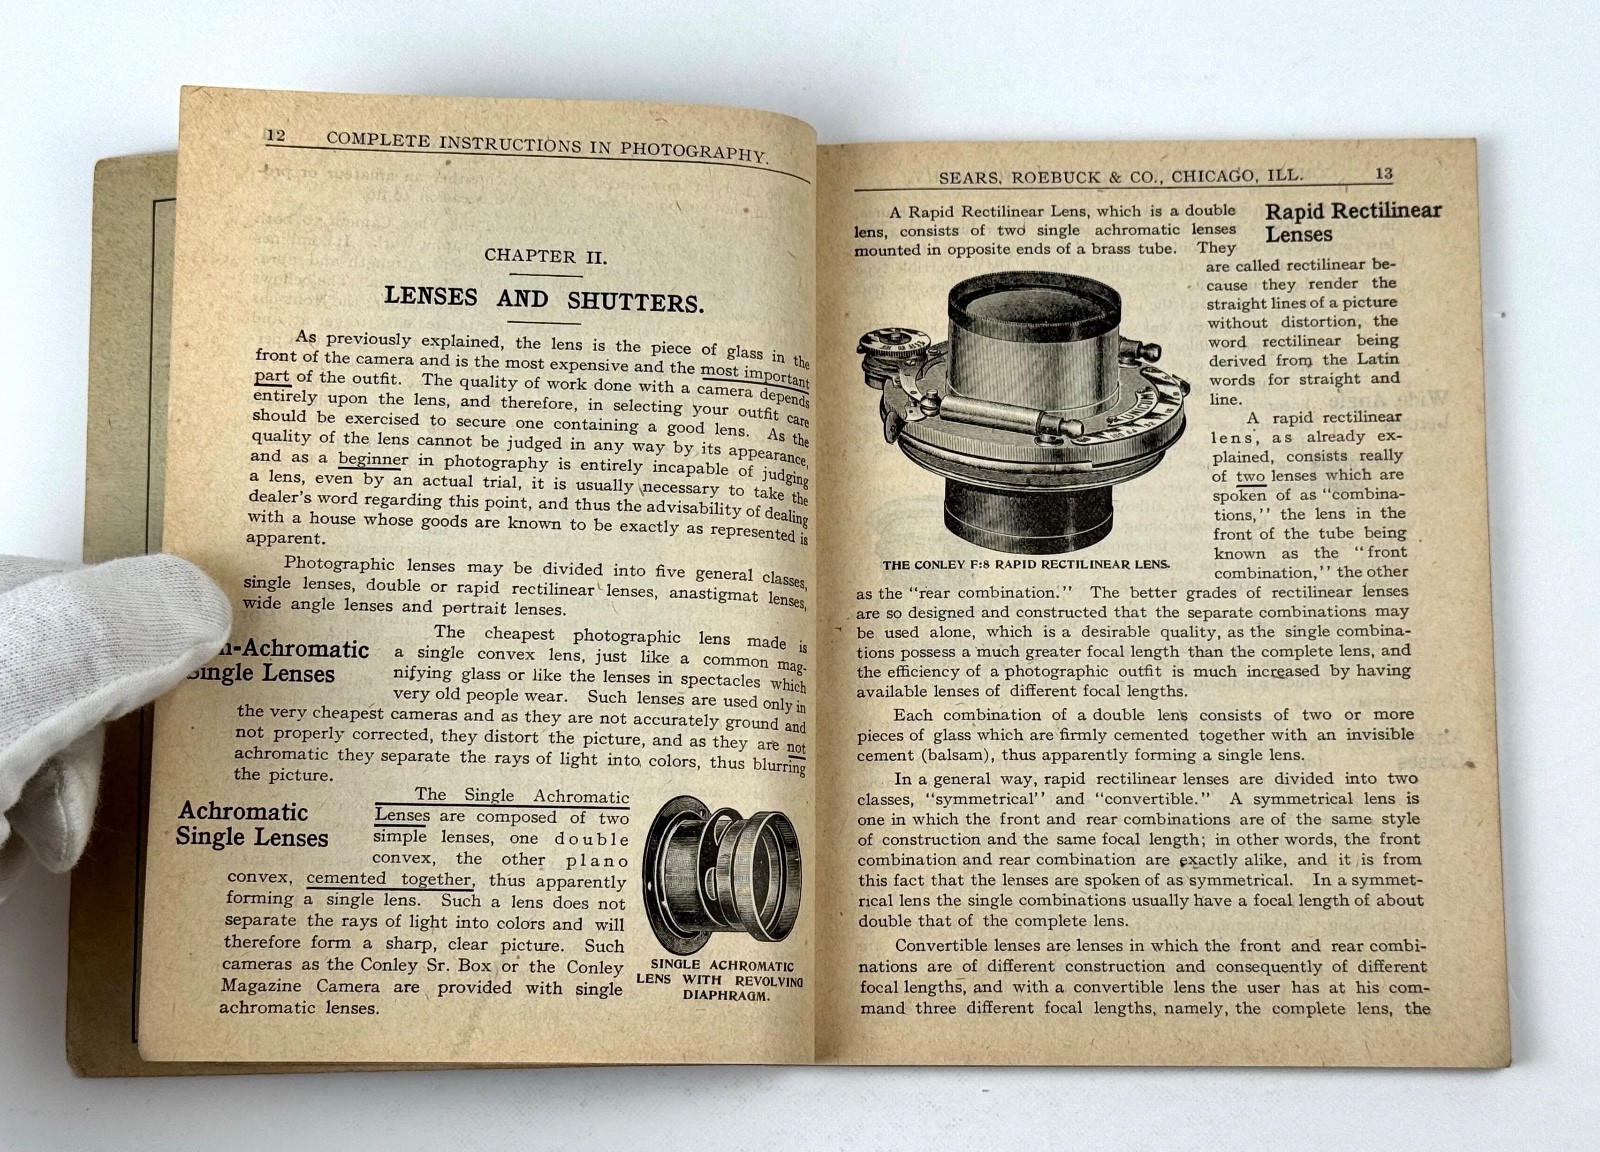 12 COMPLETE INSTRUCTIONS IN PHOTOGRAPHY.
CHAPTER II.
LENSES AND SHUTTERS.
As previously explained, the lens is the piece of glass in the
front of the camera and is the most expensive and the most important
part of the outfit. The quality of work done with a camera depends
entirely upon the lens, and therefore, in selecting your outfit care
should be exercised to secure one containing a good lens. As the
quality of the lens cannot be judged in any way by its appearance,
and as a beginner in photography is entirely incapable of judging
a lens, even by an actual trial, it is usually necessary to take the
dealer's word regarding this point, and thus the advisability of dealing
with a house whose goods are known to be exactly as represented is
apparent.
Photographic lenses may be divided into five general classes,
single lenses, double or rapid rectilinear lenses, anastigmat lenses,
wide angle lenses and portrait lenses.
n-Achromatic
Single Lenses
The cheapest photographic lens made is
a single convex lens, just like a common mag-
nifying glass or like the lenses in spectacles which
very old people wear. Such lenses are used only in
the very cheapest cameras and as they are not accurately ground and
not properly corrected, they distort the picture, and as they are not
achromatic they separate the rays of light into colors, thus blurring
the picture.
Achromatic
Single Lenses
The Single Achromatic
Lenses are composed of two
simple lenses, one double
convex, the other plano
convex, cemented together, thus apparently
forming a single lens. Such a lens does not
separate the rays of light into colors and will
therefore form a sharp, clear picture. Such
cameras as the Conley Sr. Box or the Conley
Magazine Camera are provided with single
achromatic lenses.
SINGLE ACHROMATIC
LENS WITH REVOLVING
DIAPHRAGM.
SEARS, ROEBUCK & CO., CHICAGO, ILL. 13
Rapid Rectilinear
Lenses
A Rapid Rectilinear Lens, which is a double
lens, consists of two single achromatic lenses
mounted in opposite ends of a brass tube. They
are called rectilinear be-
cause they render the
straight lines of a picture
without distortion, the
word rectilinear being
derived from the Latin
words for straight and
line.
A rapid rectilinear
lens, as already ex-
plained, consists really
of two lenses which are
spoken of as "combina-
tions," the lens in the
front of the tube being
known as the "front
combination," the other
THE CONLEY F:8 RAPID RECTILINEAR LENS.
as the "rear combination." The better grades of rectilinear lenses
are so designed and constructed that the separate combinations may
be used alone, which is a desirable quality, as the single combina-
tions possess a much greater focal length than the complete lens, and
the efficiency of a photographic outfit is much increased by having
available lenses of different focal lengths.
Each combination of a double lens consists of two or more
pieces of glass which are firmly cemented together with an invisible
cement (balsam), thus apparently forming a single lens.
In a general way, rapid rectilinear lenses are divided into two
classes, "symmetrical" and "convertible." A symmetrical lens is
one in which the front and rear combinations are of the same style
of construction and the same focal length; in other words, the front
combination and rear combination are exactly alike, and it is from
this fact that the lenses are spoken of as symmetrical. In a symmet-
rical lens the single combinations usually have a focal length of about
double that of the complete lens.
Convertible lenses are lenses in which the front and rear combi-
nations are of different construction and consequently of different
focal lengths, and with a convertible lens the user has at his com-
mand three different focal lengths, namely, the complete lens, the